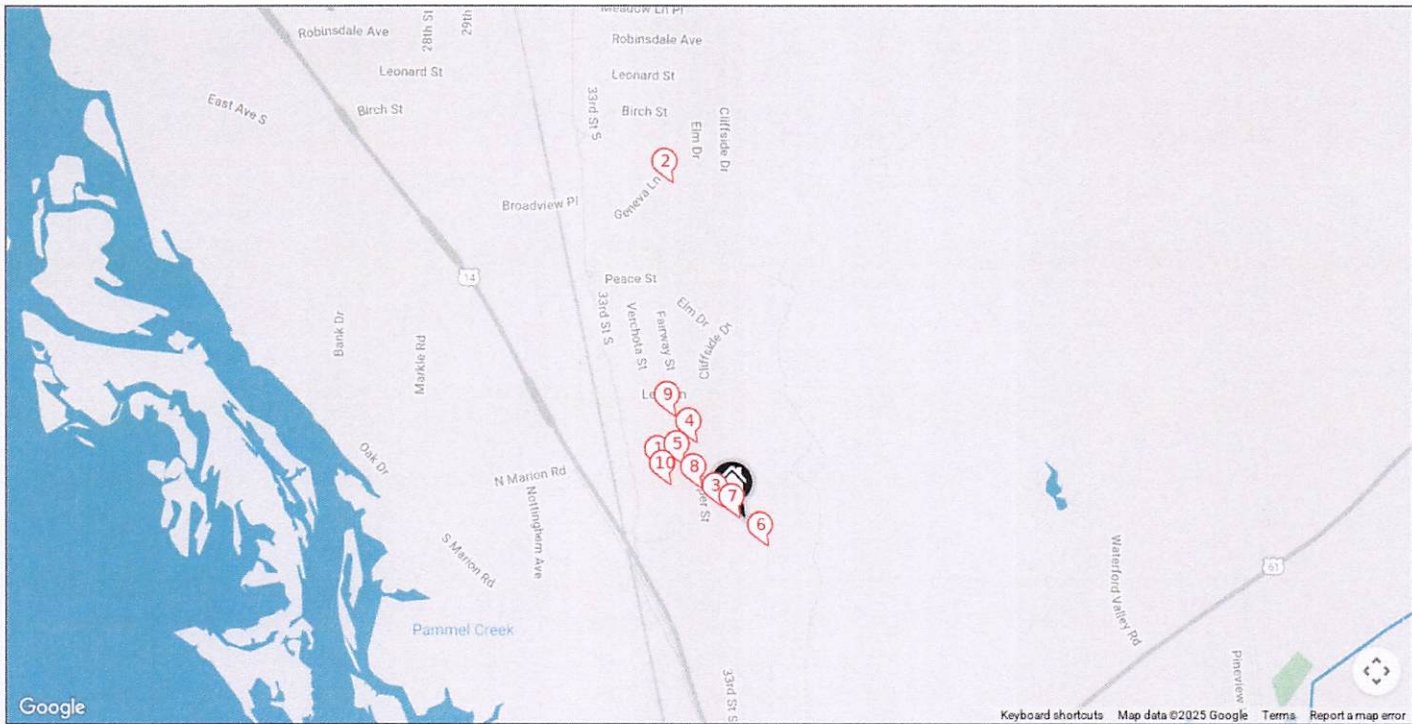 Meadow Ln Pl
Robinsdale Ave
28th St
29th
Robinsdale Ave
Leonard St
Leonard St
East Ave S
Birch St
33rd St S
Birch St
Elm Dr
Cliffside Dr
2
Geneva Ln
Broadview Pl
14
Peace St
Bank Dr
Markle Rd
33rd St S
Verchota St
Fairway St
Elm Dr
Cliffside Dr
9
4
1
5
10
8
3
7
6
Oak Dr
N Marion Rd
Nottingham Ave
S Marion Rd
Pammel Creek
33rd St S
61
Waterford Valley Rd
Pineview
Google
Keyboard shortcuts Map data ©2025 Google Terms Report a map error